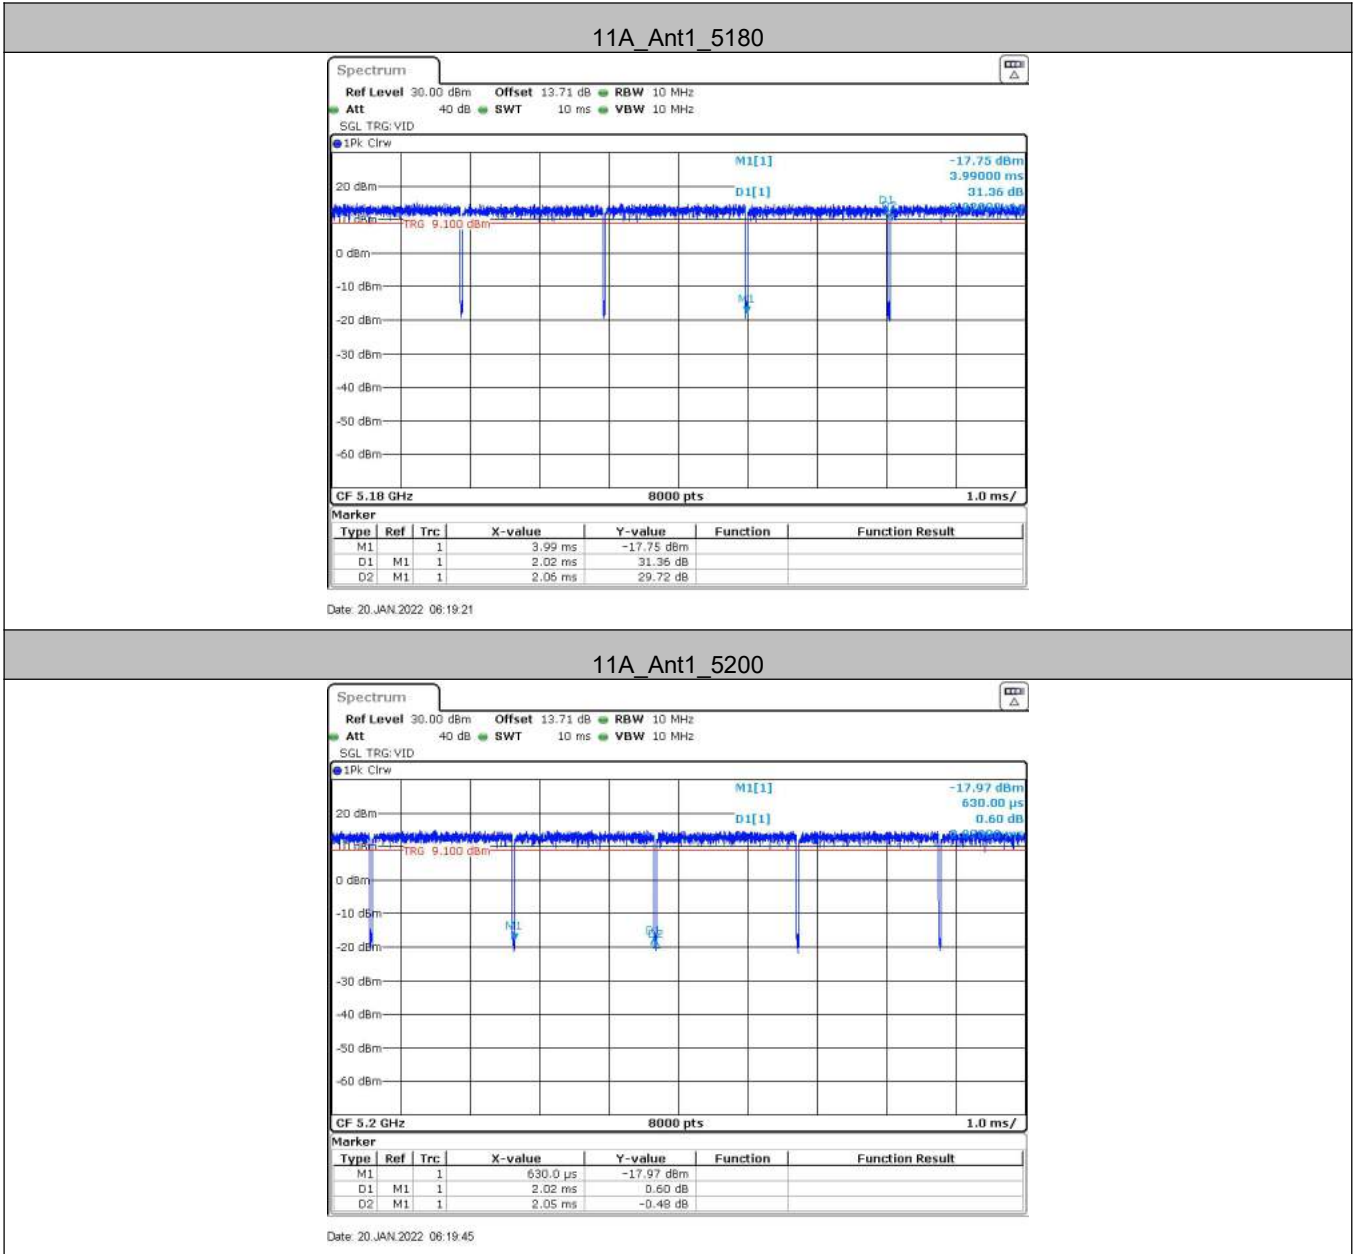 11A_Ant1_5180
Spectrum
Ref Level 30.00 dBm Offset 13.71 dB RBW 10 MHz
Att 40 dB SWT 10 ms VBW 10 MHz
SGL TRG:VID
1Pk Clrw
M1[1] -17.75 dBm
3.99000 ms
20 dBm
D1[1] 31.36 dB
D1
TRG 9.100 dBm
0 dBm
-10 dBm
M1
-20 dBm
-30 dBm
-40 dBm
-50 dBm
-60 dBm
CF 5.18 GHz 8000 pts 1.0 ms/
Marker
Type Ref Trc X-value Y-value Function Function Result
M1 1 3.99 ms -17.75 dBm
D1 M1 1 2.02 ms 31.36 dB
D2 M1 1 2.06 ms 29.72 dB
Date: 20.JAN.2022 06:19:21
11A_Ant1_5200
Spectrum
Ref Level 30.00 dBm Offset 13.71 dB RBW 10 MHz
Att 40 dB SWT 10 ms VBW 10 MHz
SGL TRG:VID
1Pk Clrw
M1[1] -17.97 dBm
630.00 µs
20 dBm
D1[1] 0.60 dB
TRG 9.100 dBm
0 dBm
-10 dBm
M1
D2
-20 dBm
-30 dBm
-40 dBm
-50 dBm
-60 dBm
CF 5.2 GHz 8000 pts 1.0 ms/
Marker
Type Ref Trc X-value Y-value Function Function Result
M1 1 630.0 µs -17.97 dBm
D1 M1 1 2.02 ms 0.60 dB
D2 M1 1 2.05 ms -0.48 dB
Date: 20.JAN.2022 06:19:45